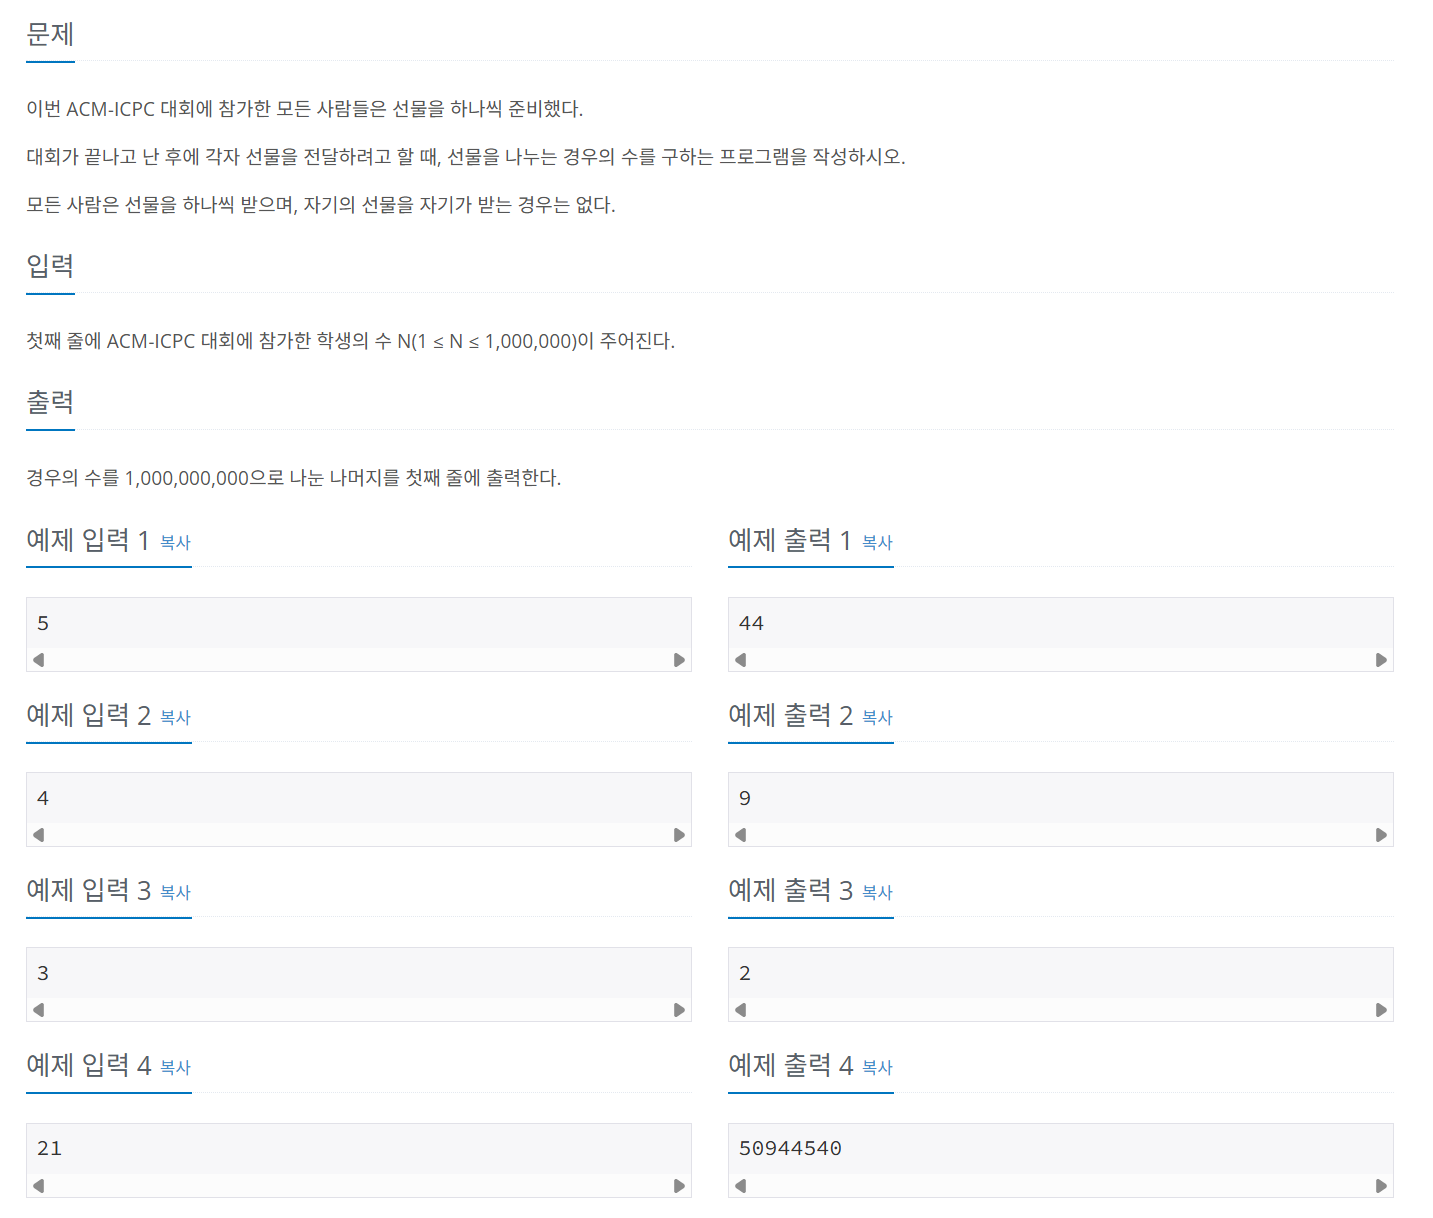 문제
이번 ACM-ICPC 대회에 참가한 모든 사람들은 선물을 하나씩 준비했다.
대회가 끝나고 난 후에 각자 선물을 전달하려고 할 때, 선물을 나누는 경우의 수를 구하는 프로그램을 작성하시오.
모든 사람은 선물을 하나씩 받으며, 자기의 선물을 자기가 받는 경우는 없다.
입력
첫째 줄에 ACM-ICPC 대회에 참가한 학생의 수 N(1 ≤ N ≤ 1,000,000)이 주어진다.
출력
경우의 수를 1,000,000,000으로 나눈 나머지를 첫째 줄에 출력한다.
예제 입력 1 복사
5
예제 출력 1 복사
44
예제 입력 2 복사
4
예제 출력 2 복사
9
예제 입력 3 복사
3
예제 출력 3 복사
2
예제 입력 4 복사
21
예제 출력 4 복사
50944540